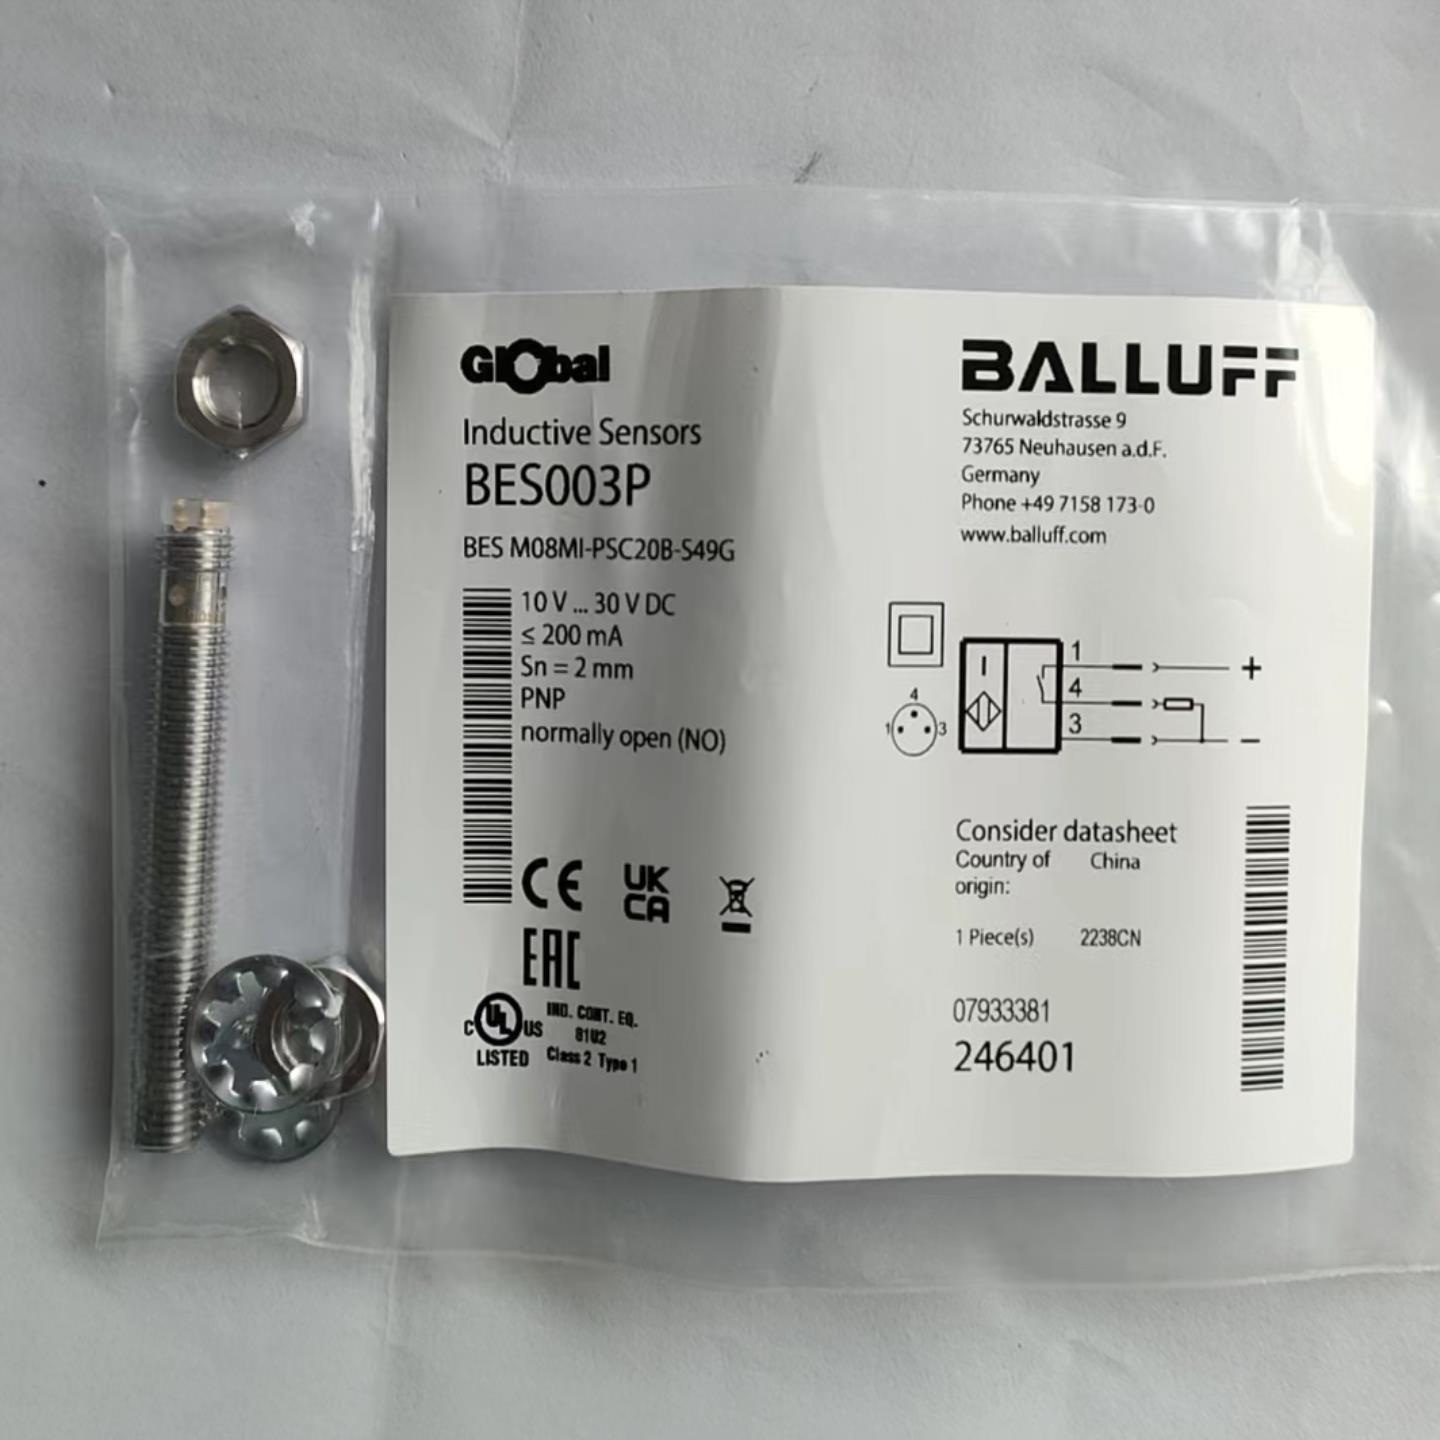 Global
Inductive Sensors
BES003P
BES M08MI-PSC20B-S49G
10 V ... 30 V DC
≤ 200 mA
Sn = 2 mm
PNP
normally open (NO)
CE
UK
CA
EAC
C UL US
LISTED
IND. CONT. EQ.
81U2
Class 2 Type 1
BALLUFF
Schurwaldstrasse 9
73765 Neuhausen a.d.F.
Germany
Phone +49 7158 173-0
www.balluff.com
1 +
4
3 −
4
1 3
Consider datasheet
Country of China
origin:
1 Piece(s) 2238CN
07933381
246401